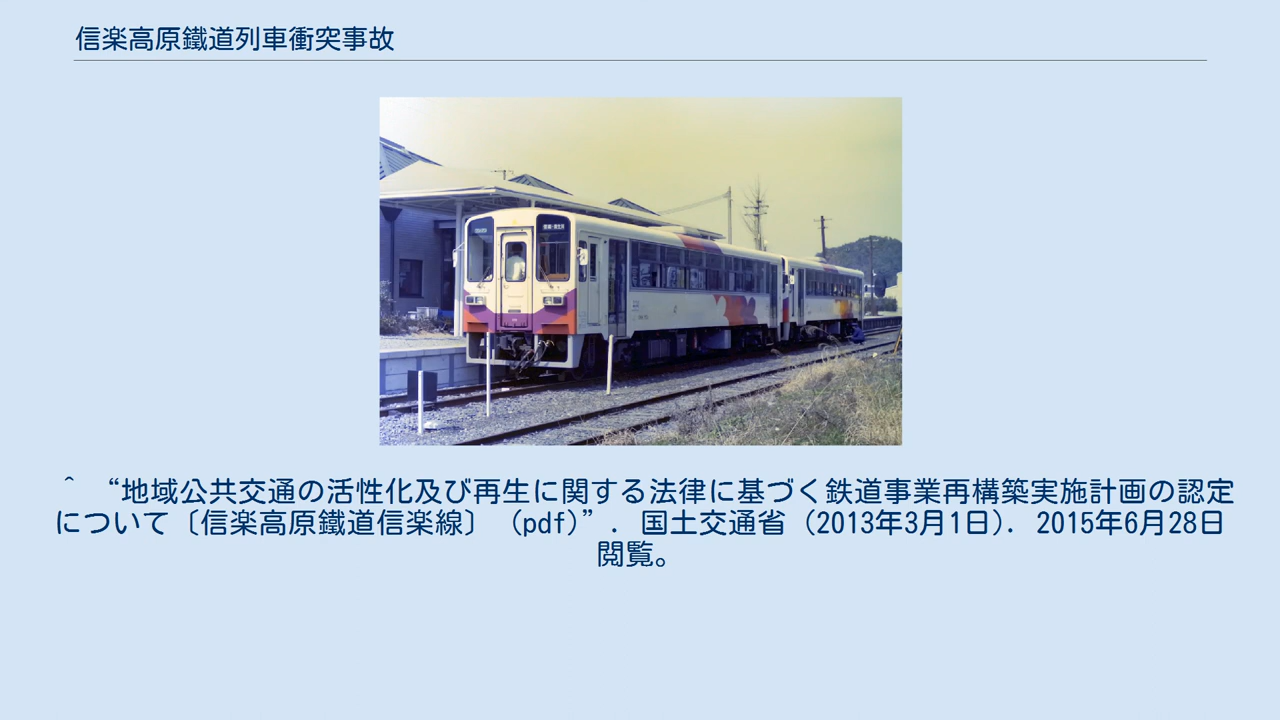 信楽高原鐵道列車衝突事故
^ “地域公共交通の活性化及び再生に関する法律に基づく鉄道事業再構築実施計画の認定
について〔信楽高原鐵道信楽線〕 (pdf)”. 国土交通省 (2013年3月1日). 2015年6月28日
閲覧。